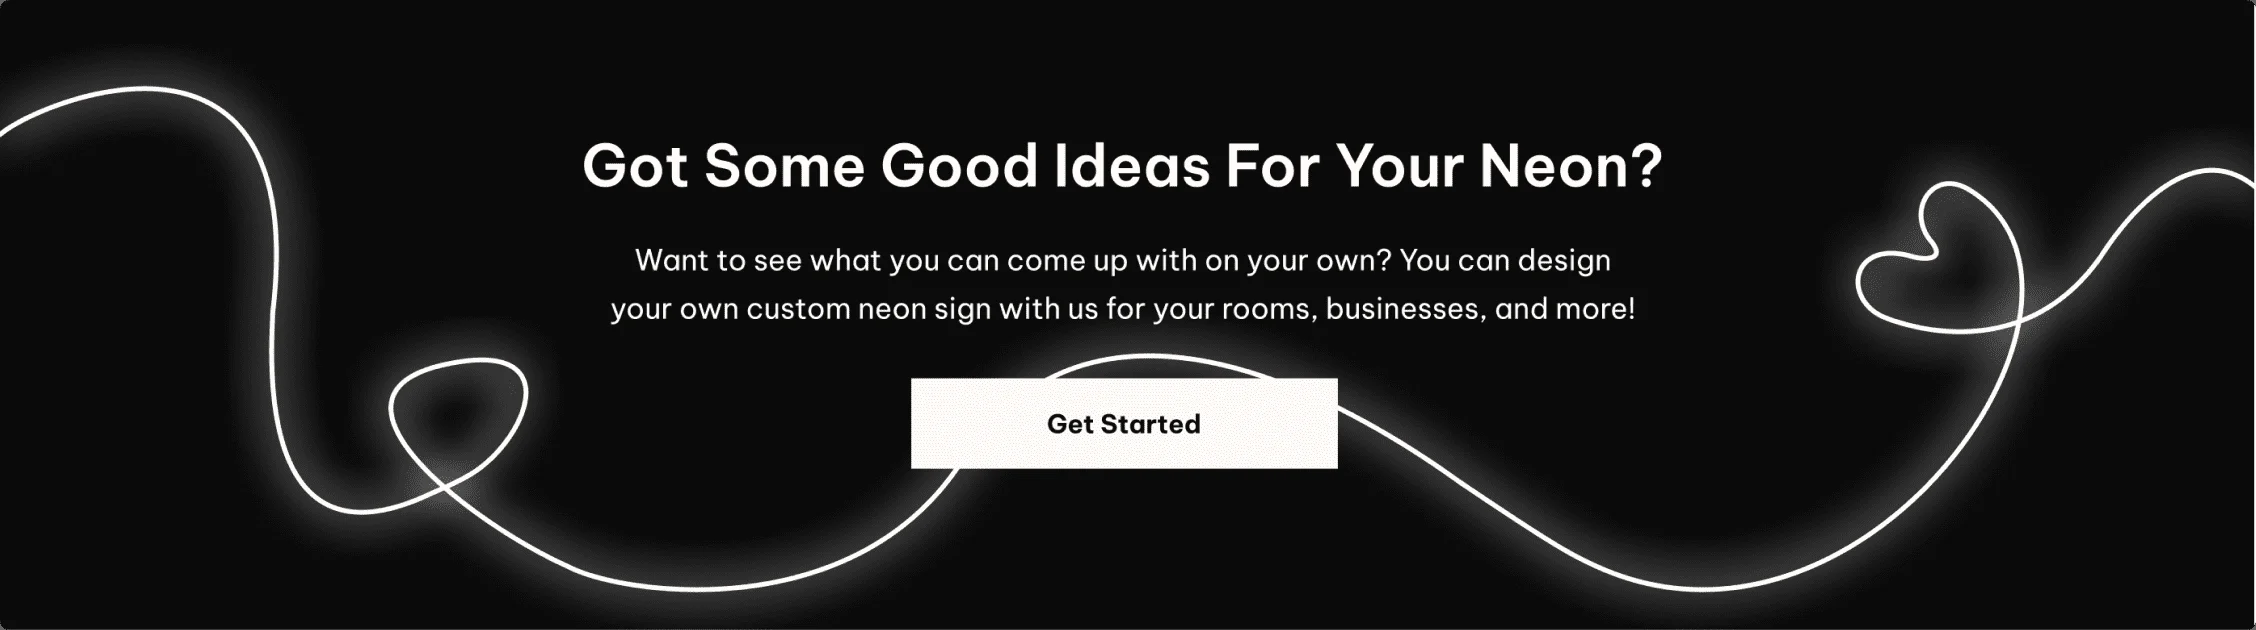 Got Some Good Ideas For Your Neon?
Want to see what you can come up with on your own? You can design
your own custom neon sign with us for your rooms, businesses, and more!
Get Started